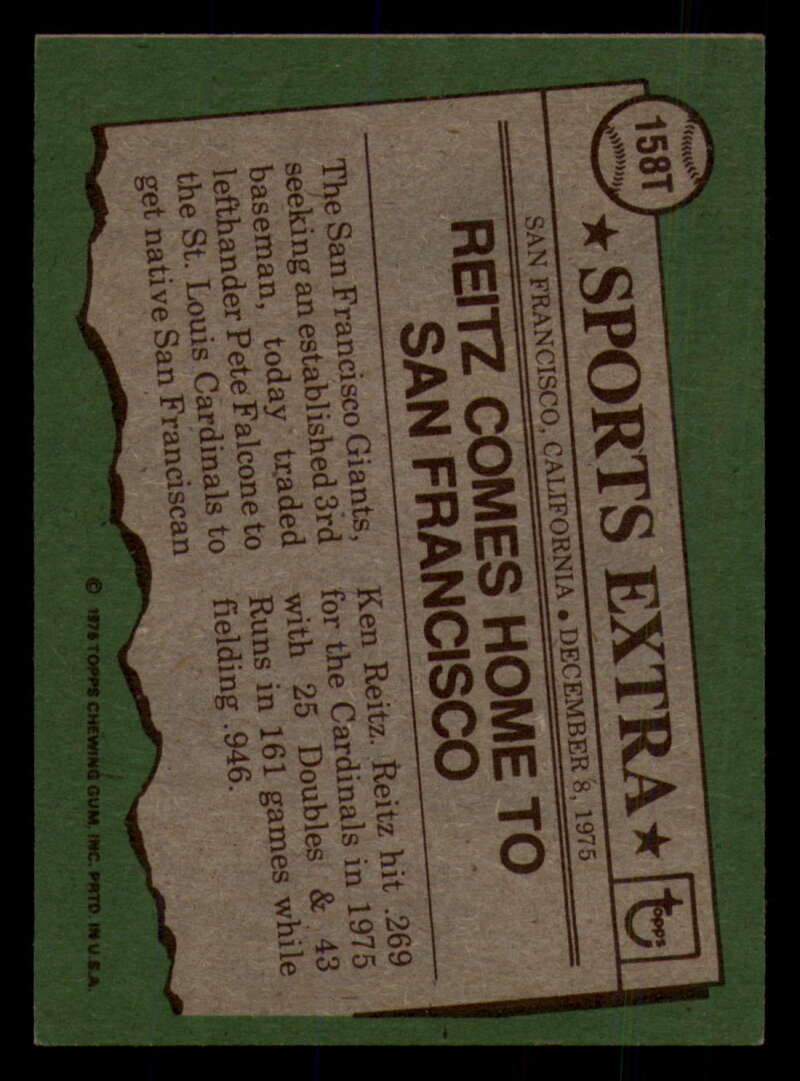 158T
★ SPORTS EXTRA ★
topps
SAN FRANCISCO, CALIFORNIA • DECEMBER 8, 1975
REITZ COMES HOME TO
SAN FRANCISCO
The San Francisco Giants,
seeking an established 3rd
baseman, today traded
lefthander Pete Falcone to
the St. Louis Cardinals to
get native San Franciscan
Ken Reitz. Reitz hit .269
for the Cardinals in 1975
with 25 Doubles & 43
Runs in 161 games while
fielding .946.
© 1976 TOPPS CHEWING GUM, INC. PRTD. IN U.S.A.